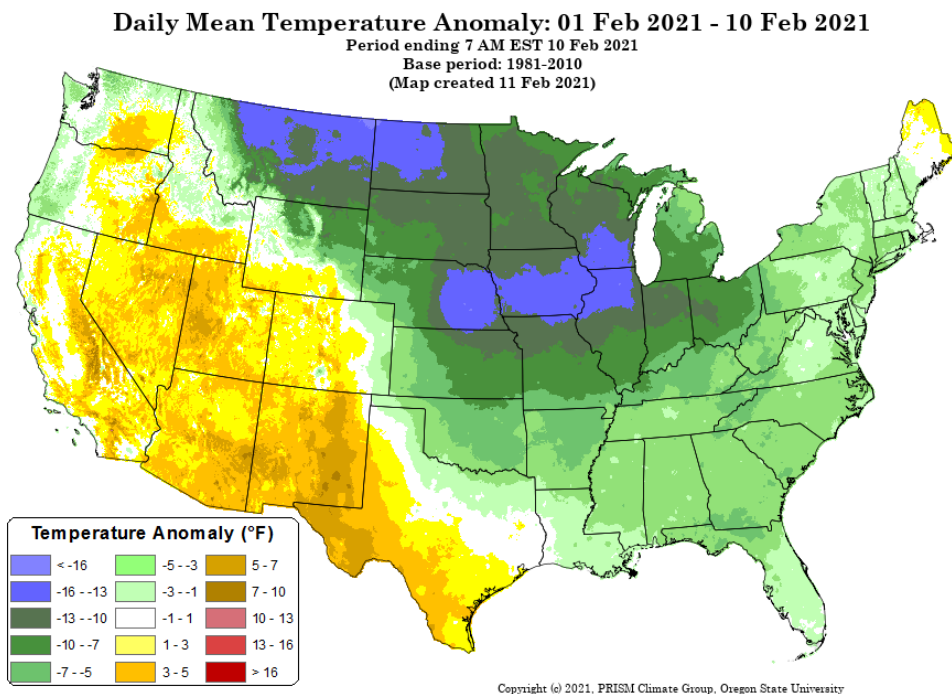 Daily Mean Temperature Anomaly: 01 Feb 2021 - 10 Feb 2021
Period ending 7 AM EST 10 Feb 2021
Base period: 1981-2010
(Map created 11 Feb 2021)
Temperature Anomaly (°F)
< -16
-16 - -13
-13 - -10
-10 - -7
-7 - -5
-5 - -3
-3 - -1
-1 - 1
1 - 3
3 - 5
5 - 7
7 - 10
10 - 13
13 - 16
> 16
Copyright (c) 2021, PRISM Climate Group, Oregon State University